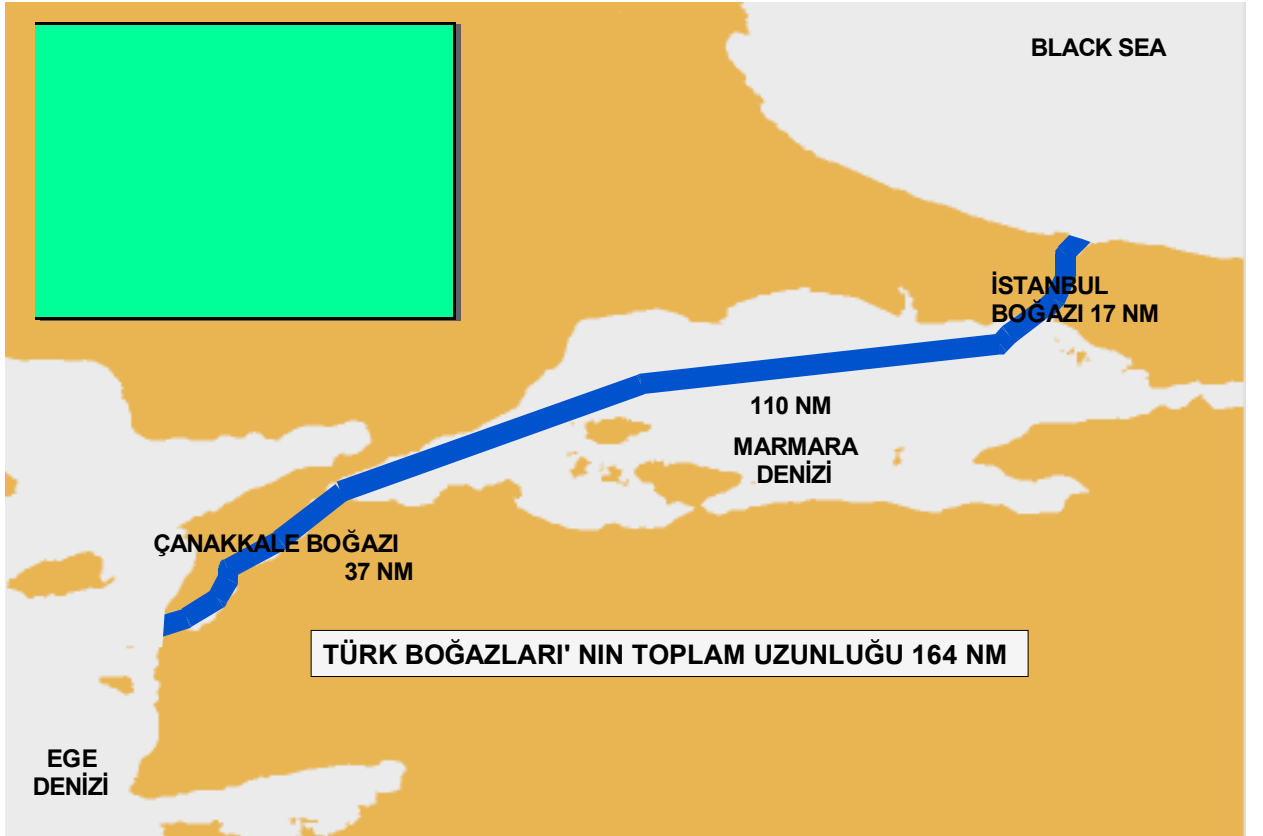 BLACK SEA
İSTANBUL
BOĞAZI 17 NM
110 NM
MARMARA
DENİZİ
ÇANAKKALE BOĞAZI
37 NM
TÜRK BOĞAZLARI' NIN TOPLAM UZUNLUĞU 164 NM
EGE
DENİZİ